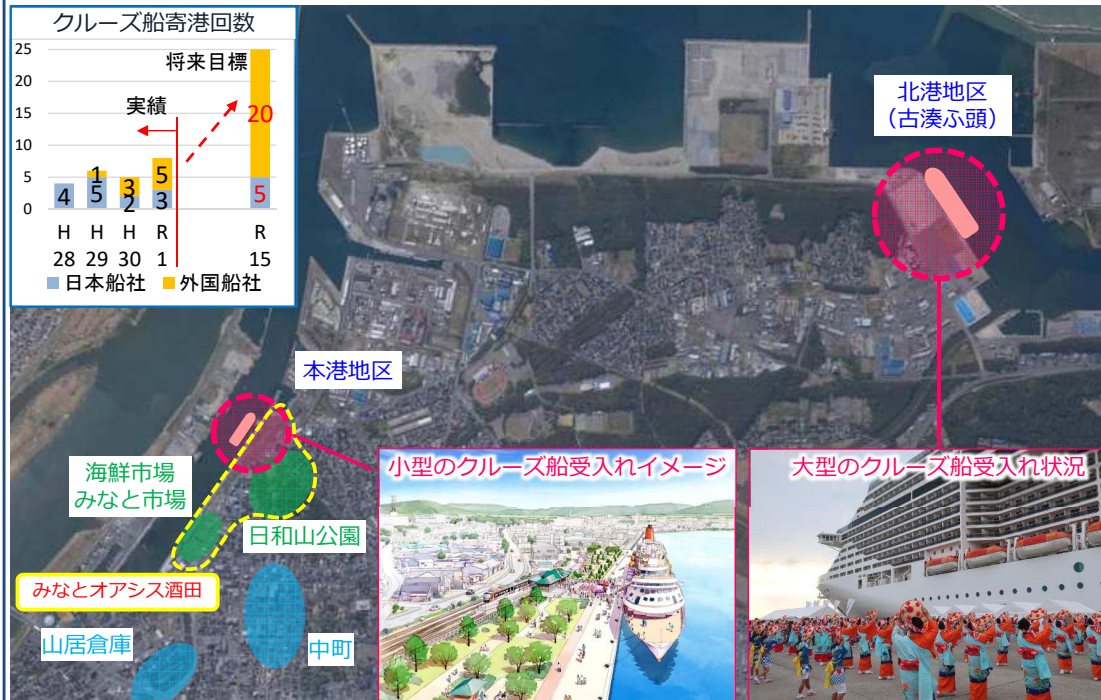 クルーズ船寄港回数
25
20
15
10
5
0
将来目標
実績
20
5
4
1
5
3
2
5
3
H H H R R
28 29 30 1 15
日本船社 外国船社
北港地区
(古湊ふ頭)
本港地区
海鮮市場
みなと市場
日和山公園
みなとオアシス酒田
山居倉庫
中町
小型のクルーズ船受入れイメージ
大型のクルーズ船受入れ状況